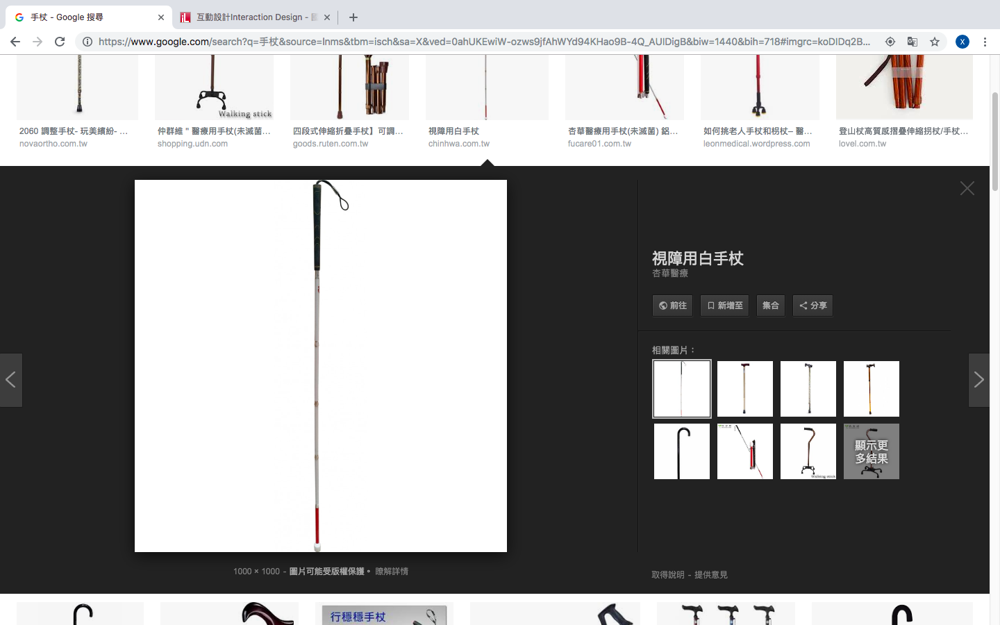 手杖 - Google 搜尋
互動設計Interaction Design -
https://www.google.com/search?q=手杖&source=lnms&tbm=isch&sa=X&ved=0ahUKEwiW-ozws9jfAhWYd94KHao9B-4Q_AUIDigB&biw=1440&bih=718#imgrc=koDIDq2B...
X
Walking stick
2060 調整手杖- 玩美繽紛- ...
novaortho.com.tw
仲群維 " 醫療用手杖(未滅菌...
shopping.udn.com
四段式伸縮折疊手杖】可調...
goods.ruten.com.tw
視障用白手杖
chinhwa.com.tw
杏華醫療用手杖(未滅菌) 鋁...
fucare01.com.tw
如何挑老人手杖和柺杖– 醫...
leonmedical.wordpress.com
登山杖高質感摺疊伸縮拐杖/手杖...
lovel.com.tw
視障用白手杖
杏華醫療
前往
新增至
集合
分享
相關圖片：
Walking stick
顯示更
多結果
1000 × 1000 - 圖片可能受版權保護。 瞭解詳情
取得說明 - 提供意見
行穩穩手杖